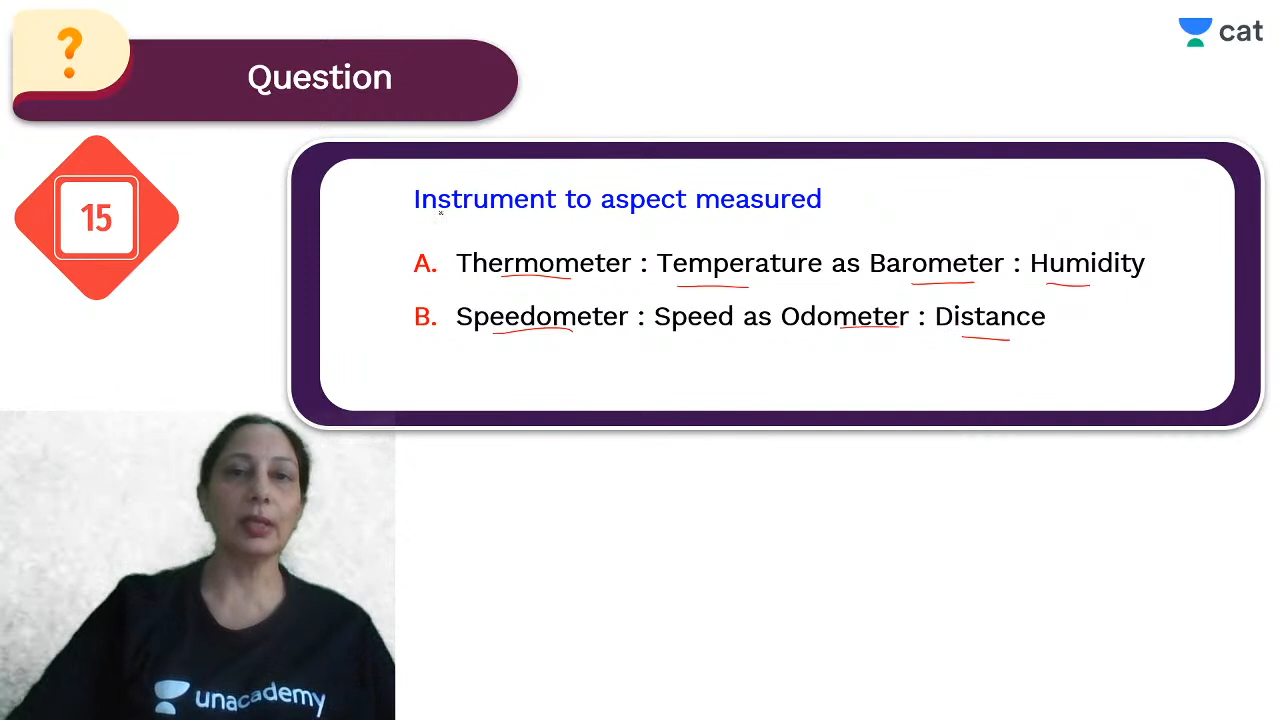 ?
Question
cat
15
Instrument to aspect measured
A. Thermometer : Temperature as Barometer : Humidity
B. Speedometer : Speed as Odometer : Distance
unacademy